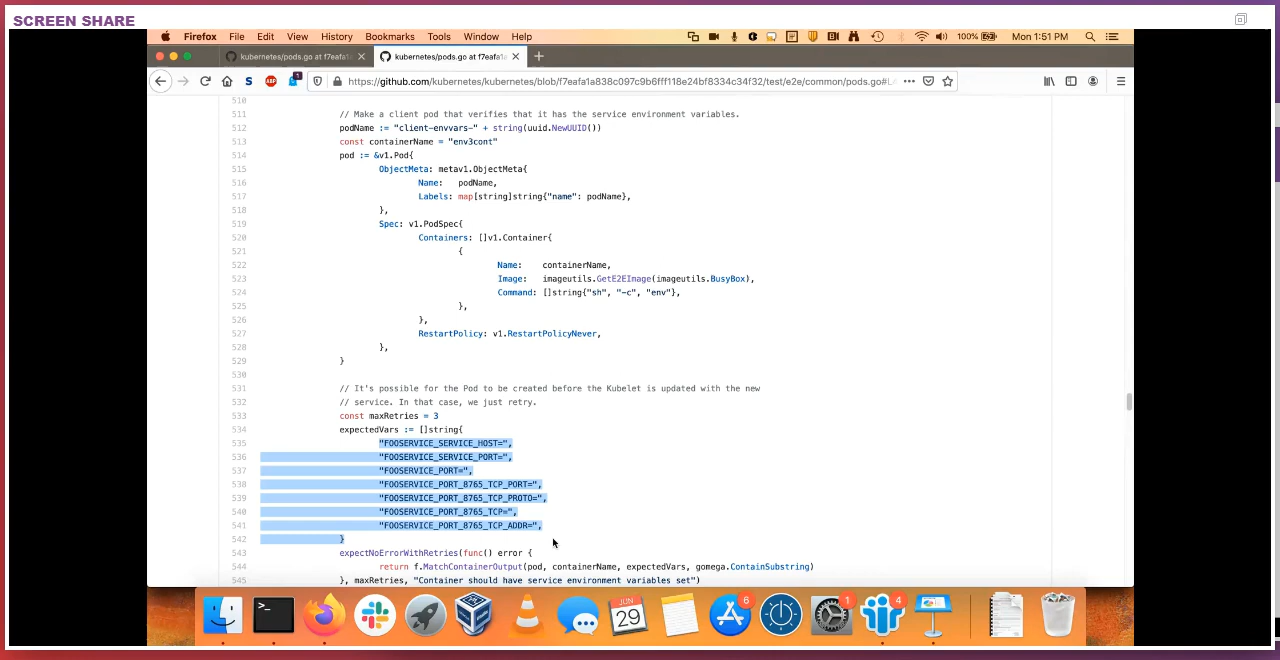 SCREEN SHARE
Firefox File Edit View History Bookmarks Tools Window Help
100% Mon 1:51 PM
kubernetes/pods.go at f7eafa1a
kubernetes/pods.go at f7eafa1a
https://github.com/kubernetes/kubernetes/blob/f7eafa1a838c097c9b6fff118e24bf8334c34f32/test/e2e/common/pods.go#L
510
511 // Make a client pod that verifies that it has the service environment variables.
512 podName := "client-envvars-" + string(uuid.NewUUID())
513 const containerName = "env3cont"
514 pod := &v1.Pod{
515 ObjectMeta: metav1.ObjectMeta{
516 Name: podName,
517 Labels: map[string]string{"name": podName},
518 },
519 Spec: v1.PodSpec{
520 Containers: []v1.Container{
521 {
522 Name: containerName,
523 Image: imageutils.GetE2EImage(imageutils.BusyBox),
524 Command: []string{"sh", "-c", "env"},
525 },
526 },
527 RestartPolicy: v1.RestartPolicyNever,
528 },
529 }
530
531 // It's possible for the Pod to be created before the Kubelet is updated with the new
532 // service. In that case, we just retry.
533 const maxRetries = 3
534 expectedVars := []string{
535 "FOOSERVICE_SERVICE_HOST=",
536 "FOOSERVICE_SERVICE_PORT=",
537 "FOOSERVICE_PORT=",
538 "FOOSERVICE_PORT_8765_TCP_PORT=",
539 "FOOSERVICE_PORT_8765_TCP_PROTO=",
540 "FOOSERVICE_PORT_8765_TCP=",
541 "FOOSERVICE_PORT_8765_TCP_ADDR=",
542 }
543 expectNoErrorWithRetries(func() error {
544 return f.MatchContainerOutput(pod, containerName, expectedVars, gomega.ContainSubstring)
545 }, maxRetries, "Container should have service environment variables set")
JUN
29
6
1
4